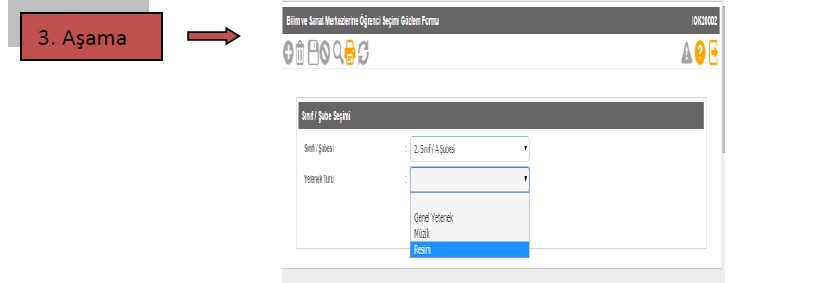 3. Aşama
Bilim ve Sanat Merkezlerine Öğrenci Seçimi Gözlem Formu
IOK20002
Sınıf / Şube Seçimi
Sınıfı / Şubesi : 2. Sınıf / A Şubesi
Yetenek Türü :
Genel Yetenek
Müzik
Resim